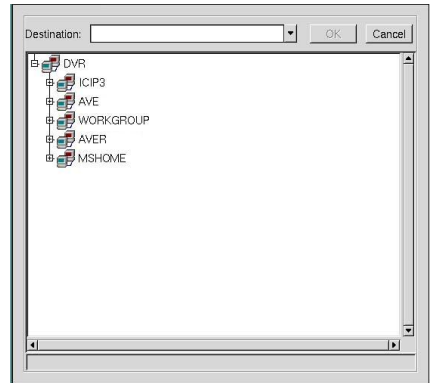 Destination: OK Cancel
DVR
ICIP3
AVE
WORKGROUP
AVER
MSHOME